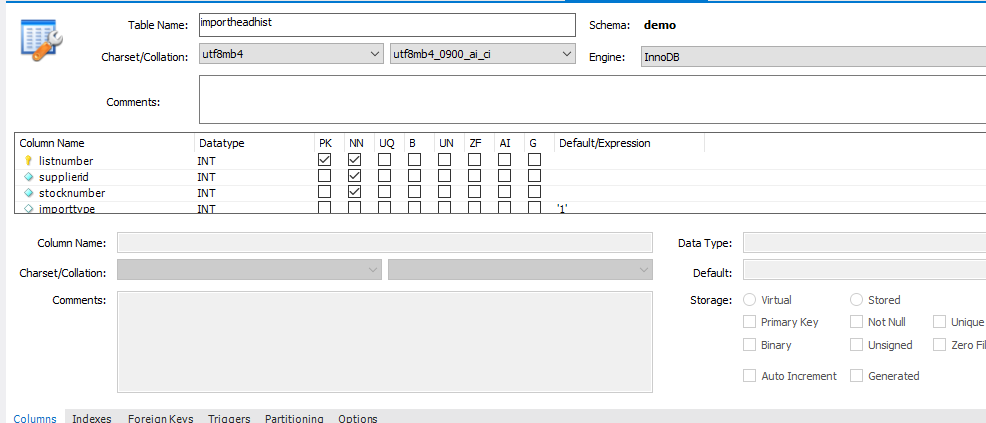 Table Name: importheadhist Schema: demo
Charset/Collation: utf8mb4 utf8mb4_0900_ai_ci Engine: InnoDB
Comments:
Column Name Datatype PK NN UQ B UN ZF AI G Default/Expression
listnumber INT
supplierid INT
stocknumber INT
importtype INT '1'
Column Name: Data Type:
Charset/Collation: Default:
Comments: Storage: Virtual Stored
Primary Key Not Null Unique
Binary Unsigned Zero Fil
Auto Increment Generated
Columns Indexes Foreign Keys Triggers Partitioning Options